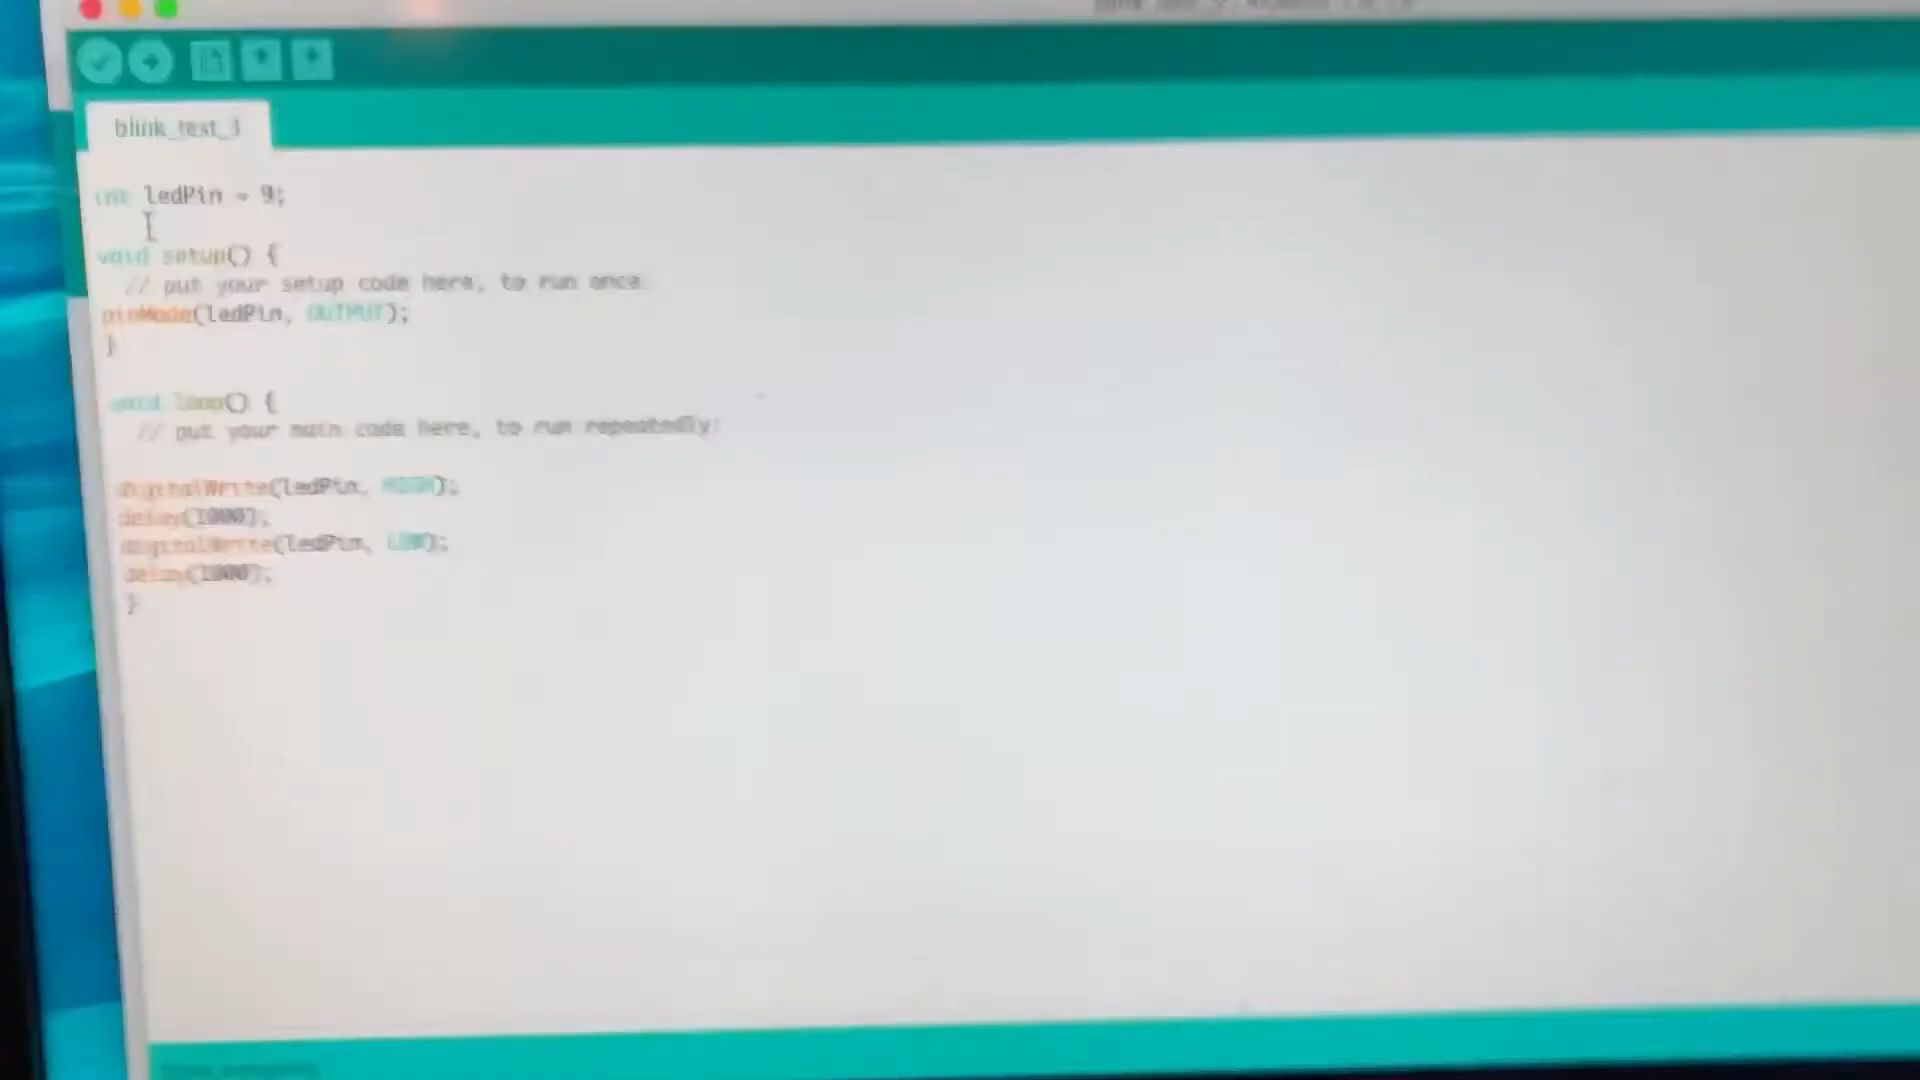 blink_test_3
int ledPin = 9;
void setup() {
// put your setup code here, to run once:
pinMode(ledPin, OUTPUT);
}
void loop() {
// put your main code here, to run repeatedly:
digitalWrite(ledPin, HIGH);
delay(1000);
digitalWrite(ledPin, LOW);
delay(1000);
}